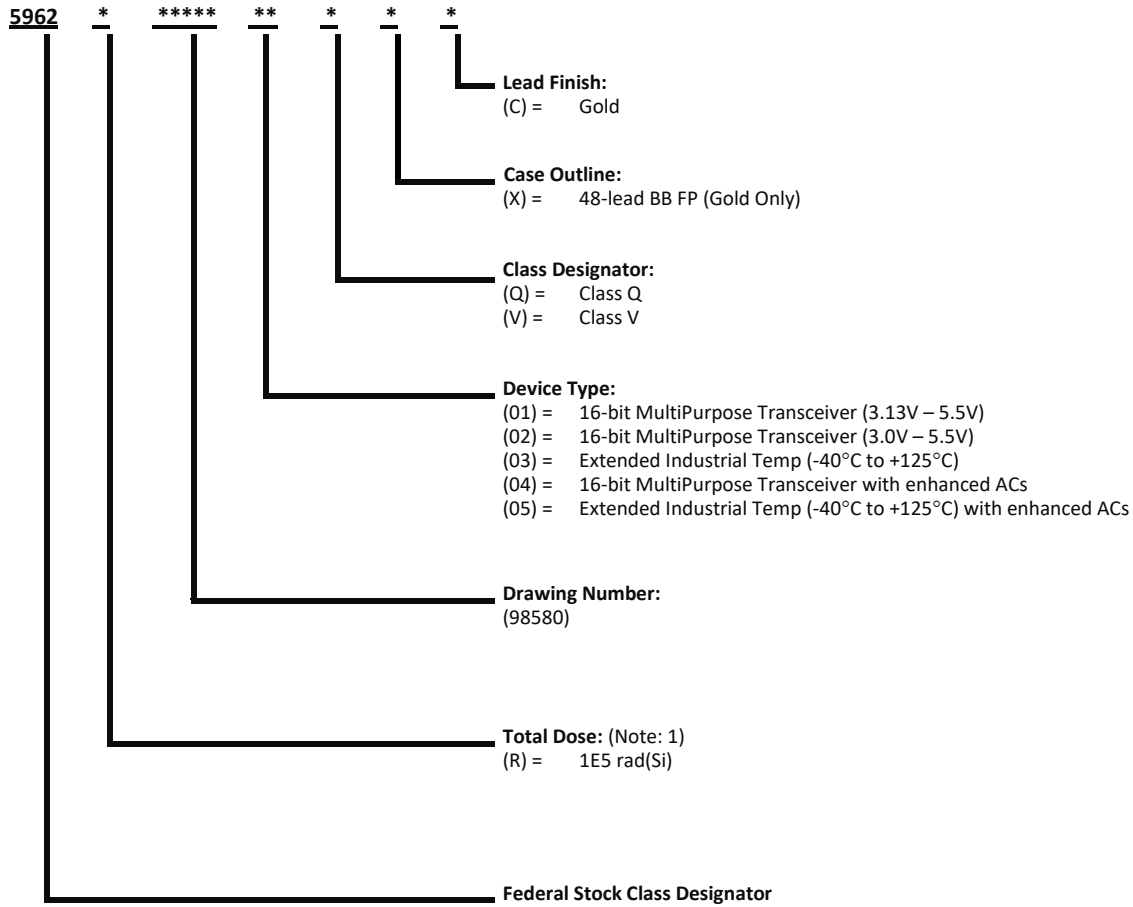 5962 * ***** ** * * *
Lead Finish:
(C) = Gold
Case Outline:
(X) = 48-lead BB FP (Gold Only)
Class Designator:
(Q) = Class Q
(V) = Class V
Device Type:
(01) = 16-bit MultiPurpose Transceiver (3.13V – 5.5V)
(02) = 16-bit MultiPurpose Transceiver (3.0V – 5.5V)
(03) = Extended Industrial Temp (-40°C to +125°C)
(04) = 16-bit MultiPurpose Transceiver with enhanced ACs
(05) = Extended Industrial Temp (-40°C to +125°C) with enhanced ACs
Drawing Number:
(98580)
Total Dose: (Note: 1)
(R) = 1E5 rad(Si)
Federal Stock Class Designator